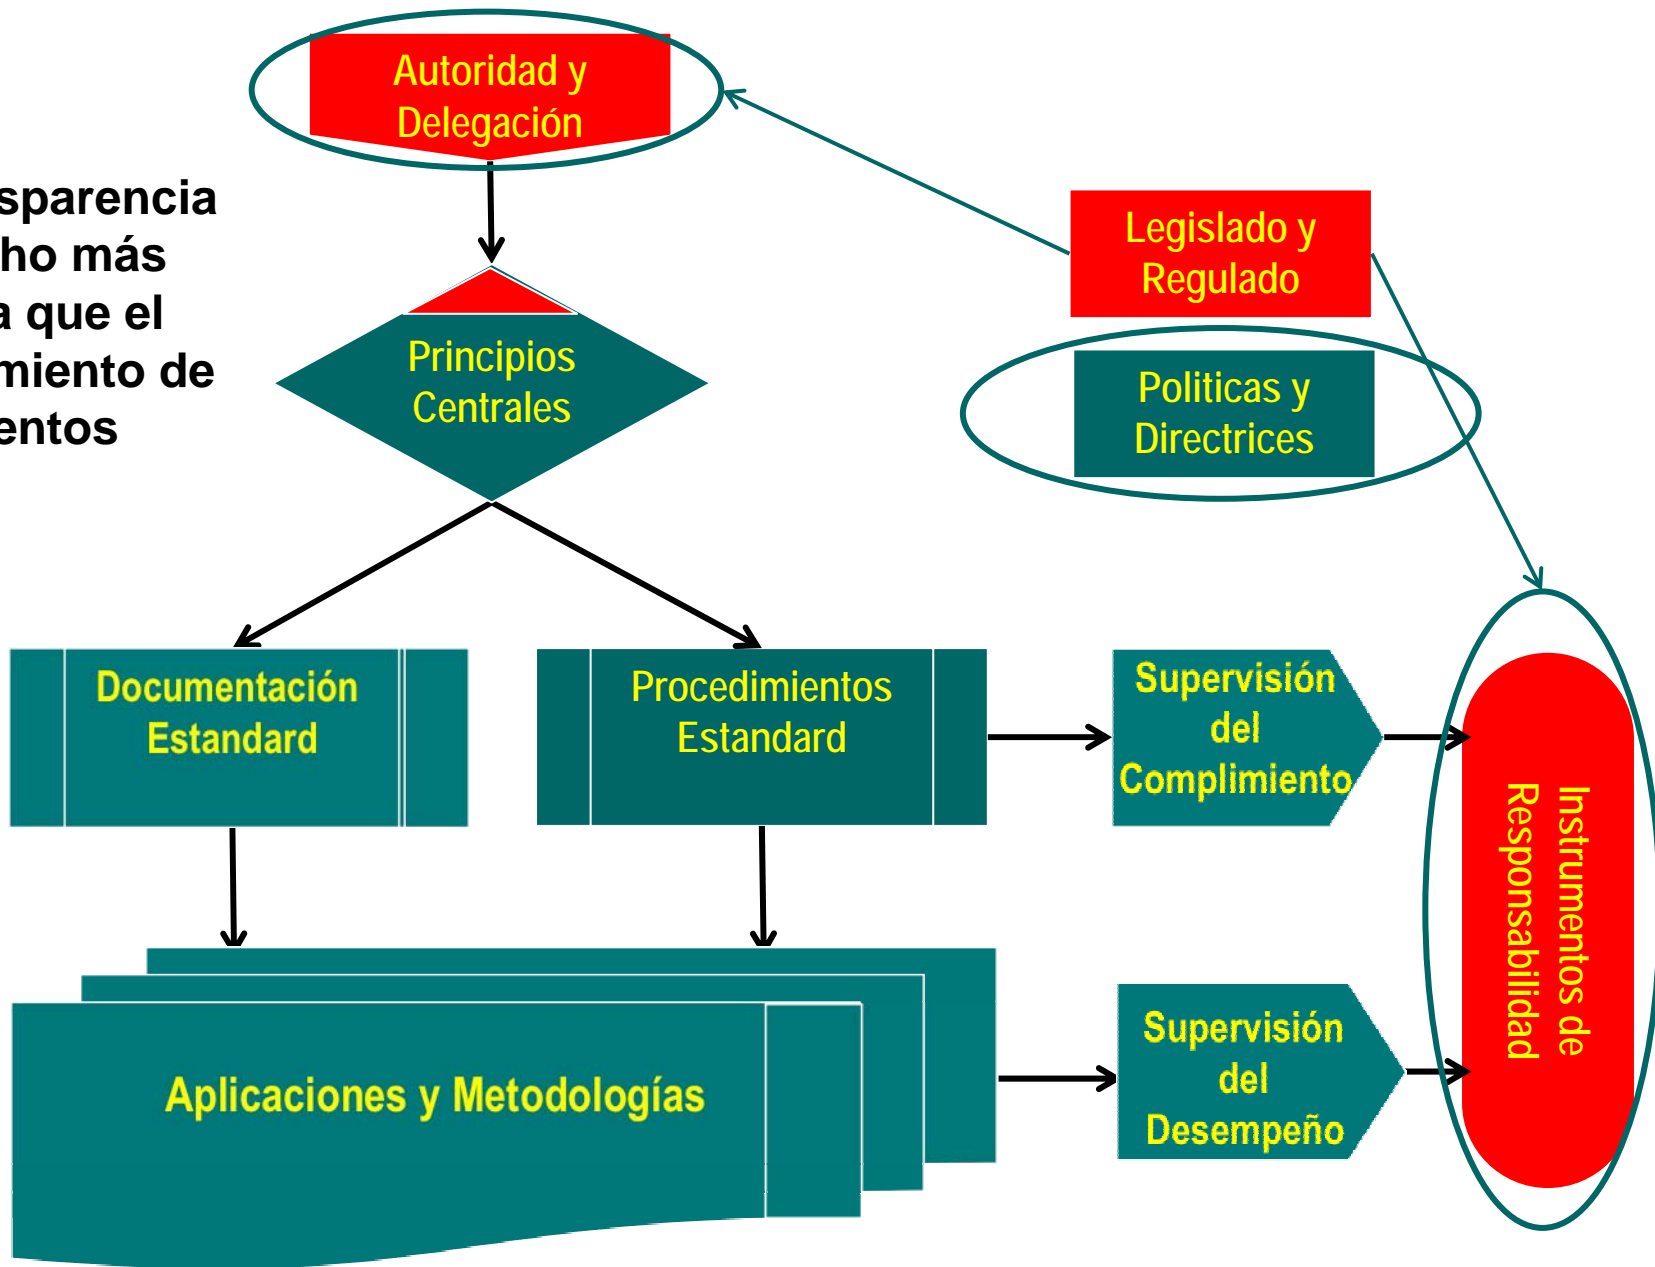 Autoridad y
Delegación
sparencia
ho más
a que el
miento de
entos
Legislado y
Regulado
Principios
Centrales
Politicas y
Directrices
Documentación
Estandard
Procedimientos
Estandard
Supervisión
del
Complimiento
Instrumentos de
Responsabilidad
Aplicaciones y Metodologías
Supervisión
del
Desempeño